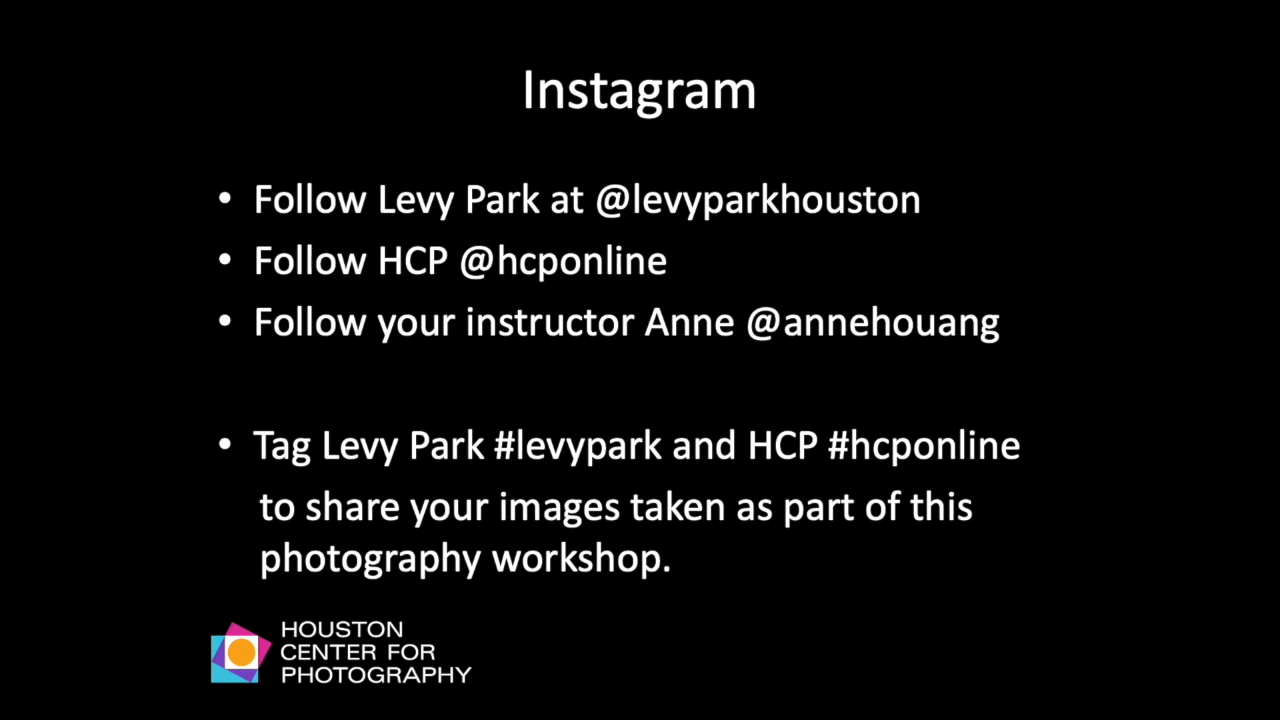 Instagram
• Follow Levy Park at @levyparkhouston
• Follow HCP @hcponline
• Follow your instructor Anne @annehouang
• Tag Levy Park #levypark and HCP #hcponline
to share your images taken as part of this
photography workshop.
HOUSTON
CENTER FOR
PHOTOGRAPHY